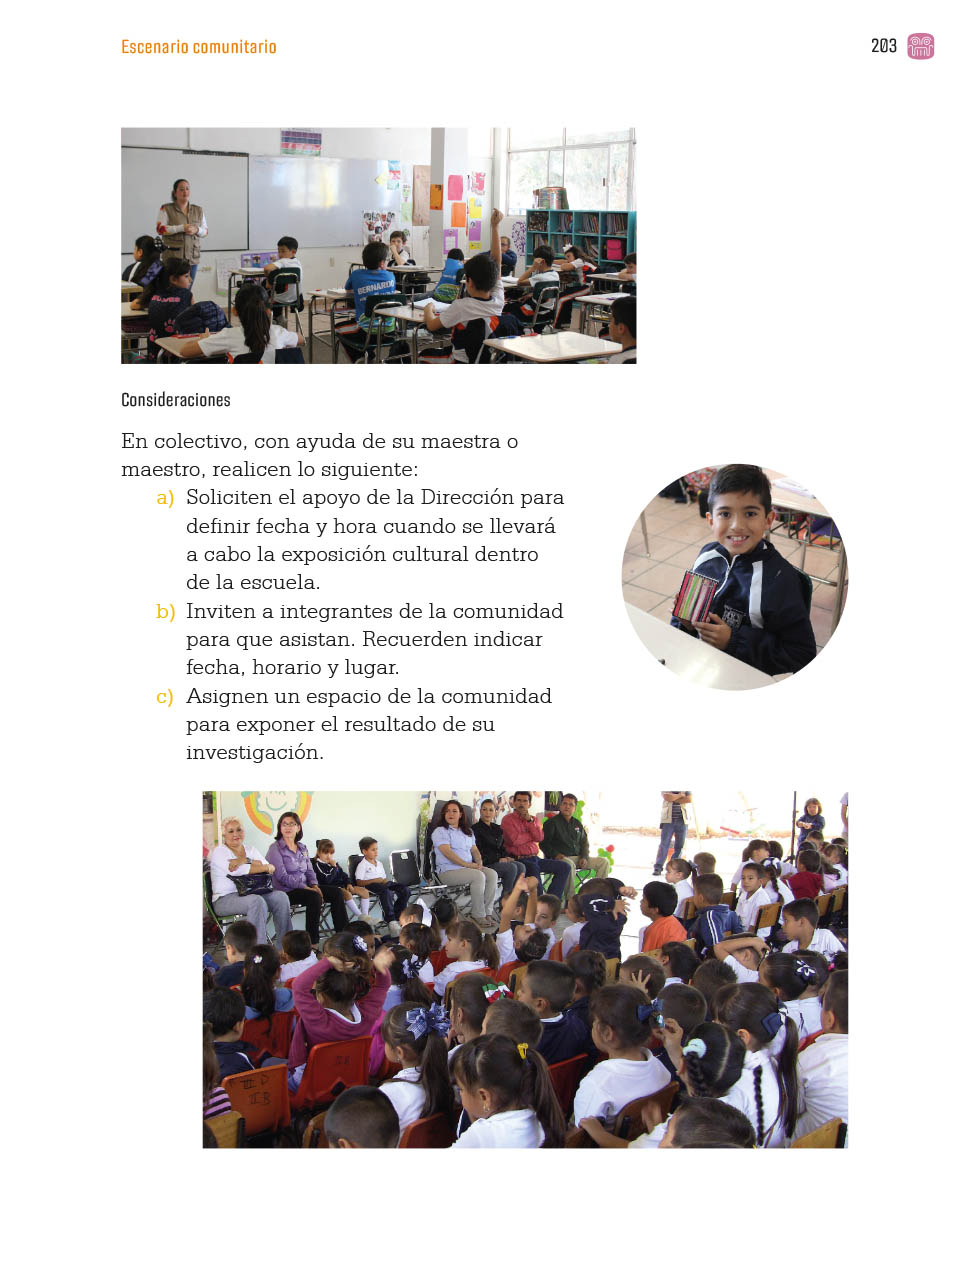 Escenario comunitario
203
BERNARDO
Consideraciones
En colectivo, con ayuda de su maestra o
maestro, realicen lo siguiente:
a) Soliciten el apoyo de la Dirección para
definir fecha y hora cuando se llevará
a cabo la exposición cultural dentro
de la escuela.
b) Inviten a integrantes de la comunidad
para que asistan. Recuerden indicar
fecha, horario y lugar.
c) Asignen un espacio de la comunidad
para exponer el resultado de su
investigación.